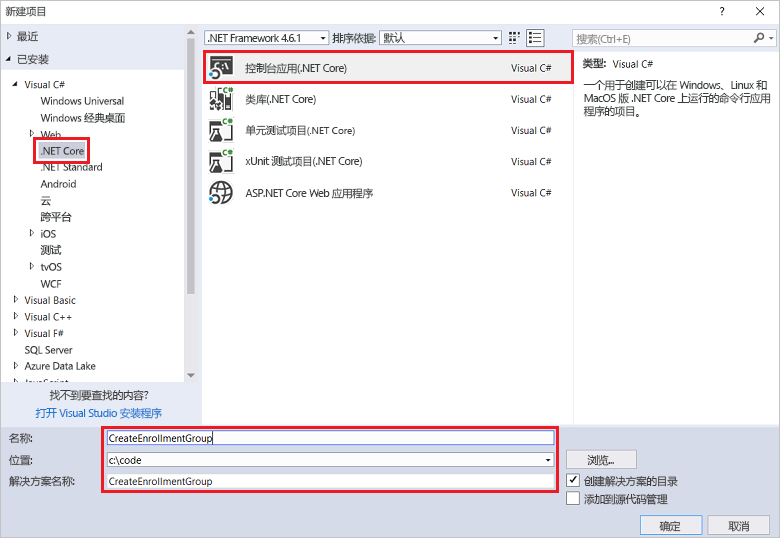 新建项目
? ×
最近
已安装
Visual C#
Windows Universal
Windows 经典桌面
Web
.NET Core
.NET Standard
Android
云
跨平台
iOS
测试
tvOS
WCF
Visual Basic
Visual C++
Visual F#
SQL Server
Azure Data Lake
JavaScript
找不到要查找的内容?
打开 Visual Studio 安装程序
.NET Framework 4.6.1 排序依据: 默认
控制台应用(.NET Core) Visual C#
类库(.NET Core) Visual C#
单元测试项目(.NET Core) Visual C#
xUnit 测试项目(.NET Core) Visual C#
ASP.NET Core Web 应用程序 Visual C#
搜索(Ctrl+E)
类型: Visual C#
一个用于创建可以在 Windows、Linux 和
MacOS 版 .NET Core 上运行的命令行应用
程序的项目。
名称: CreateEnrollmentGroup
位置: c:\code 浏览...
解决方案名称: CreateEnrollmentGroup
创建解决方案的目录
添加到源代码管理
确定 取消